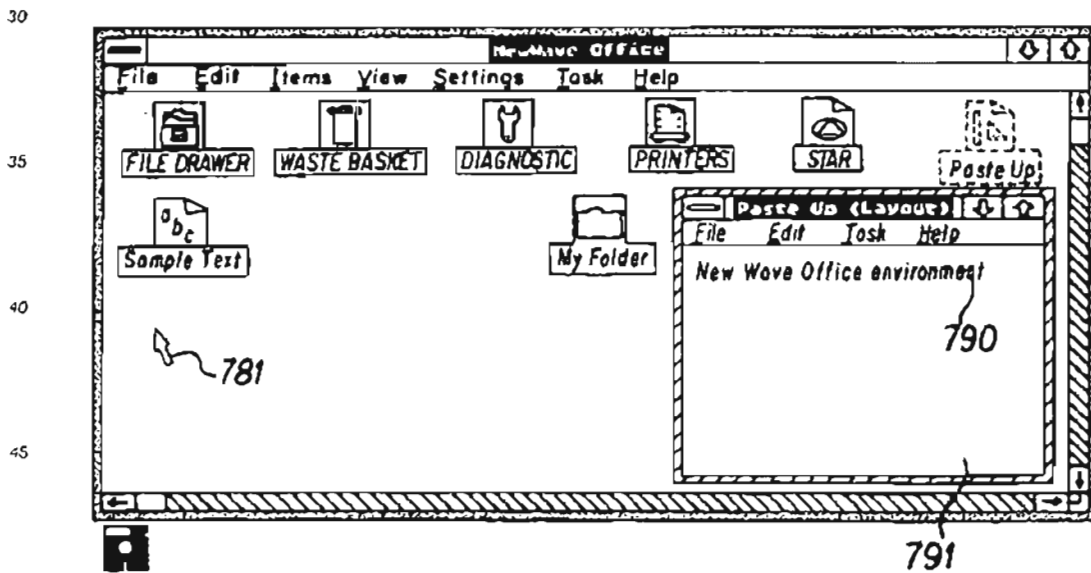 30
NewWave Office
File Edit Items View Settings Task Help
FILE DRAWER WASTE BASKET DIAGNOSTIC PRINTERS STAR Paste Up
35
Paste Up (Layout)
File Edit Task Help
abc
Sample Text My Folder
New Wave Office environment
40
790
781
45
791